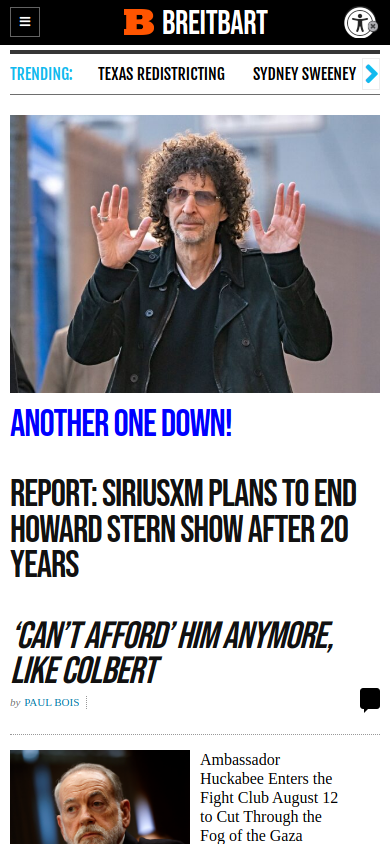 BREITBART
TRENDING:
TEXAS REDISTRICTING
SYDNEY SWEENEY
ANOTHER ONE DOWN!
REPORT: SIRIUSXM PLANS TO END
HOWARD STERN SHOW AFTER 20
YEARS
‘CAN’T AFFORD’ HIM ANYMORE,
LIKE COLBERT
by PAUL BOIS
Ambassador
Huckabee Enters the
Fight Club August 12
to Cut Through the
Fog of the Gaza